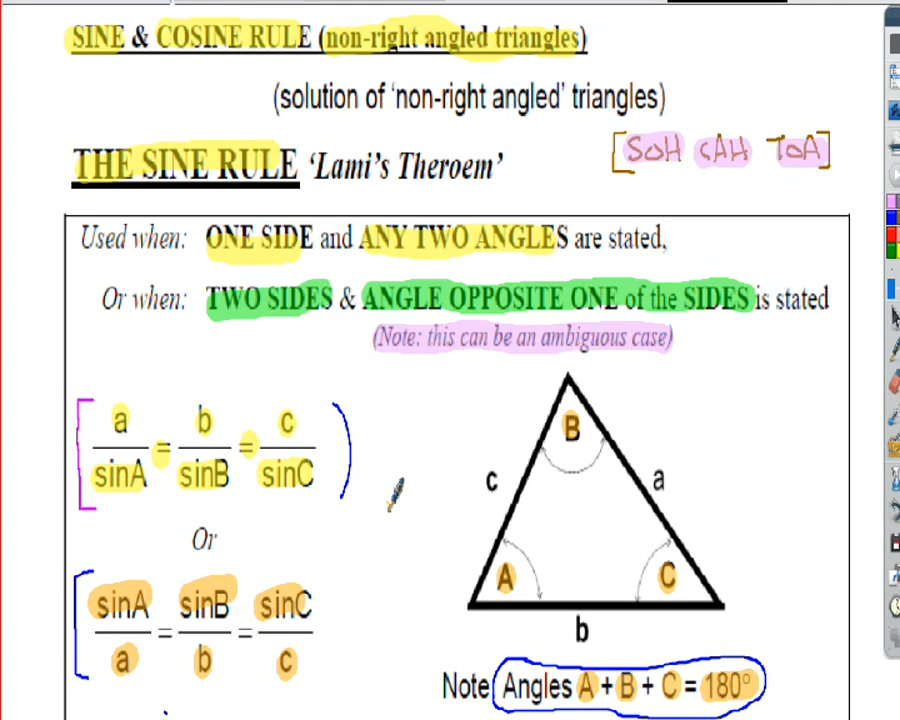 SINE & COSINE RULE (non-right angled triangles)
(solution of 'non-right angled' triangles)
THE SINE RULE 'Lami's Theroem'
[SOH CAH TOA]
Used when: ONE SIDE and ANY TWO ANGLES are stated,
Or when: TWO SIDES & ANGLE OPPOSITE ONE of the SIDES is stated
(Note: this can be an ambiguous case)
a/sinA = b/sinB = c/sinC
Or
sinA/a = sinB/b = sinC/c
B
c a
A C
b
Note Angles A + B + C = 180°